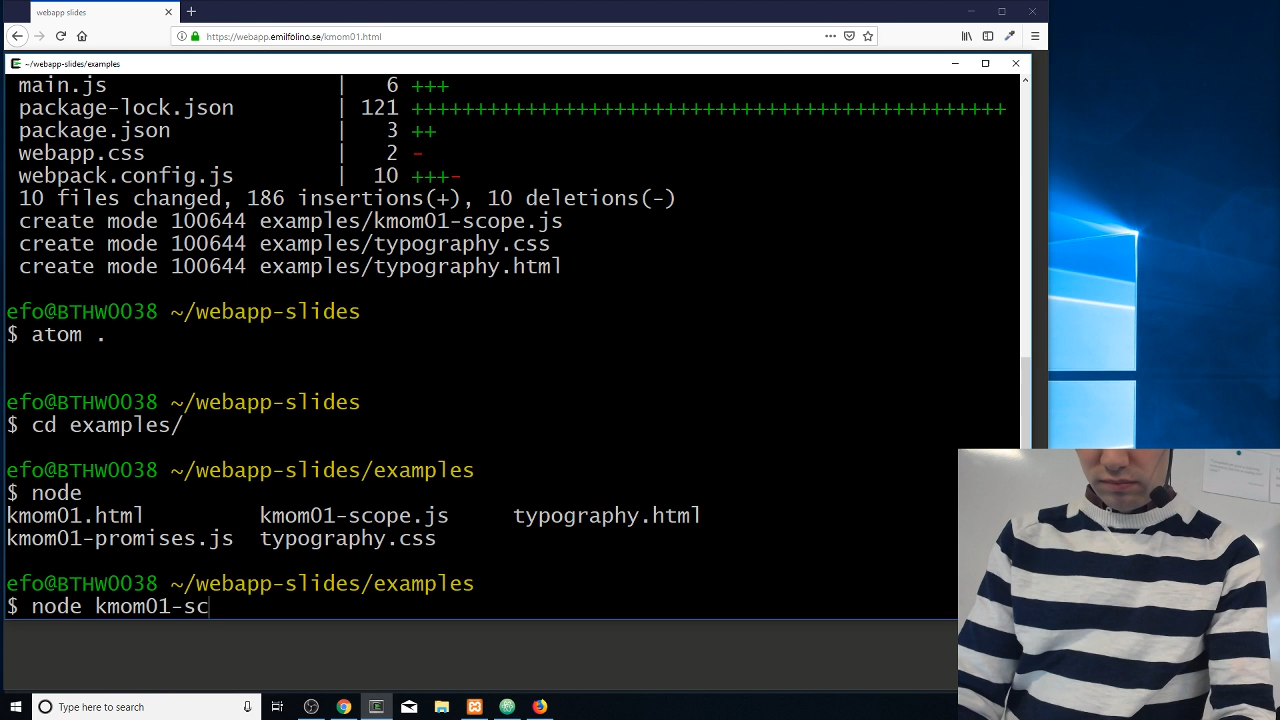 webapp slides
https://webapp.emilfolino.se/kmom01.html
~/webapp-slides/examples
main.js | 6 +++
package-lock.json | 121 +++++++++++++++++++++++++++++++++++++++++++++++
package.json | 3 ++
webapp.css | 2 -
webpack.config.js | 10 +++-
10 files changed, 186 insertions(+), 10 deletions(-)
create mode 100644 examples/kmom01-scope.js
create mode 100644 examples/typography.css
create mode 100644 examples/typography.html
efo@BTHW0038 ~/webapp-slides
$ atom .
efo@BTHW0038 ~/webapp-slides
$ cd examples/
efo@BTHW0038 ~/webapp-slides/examples
$ node
kmom01.html kmom01-scope.js typography.html
kmom01-promises.js typography.css
efo@BTHW0038 ~/webapp-slides/examples
$ node kmom01-sc
Type here to search